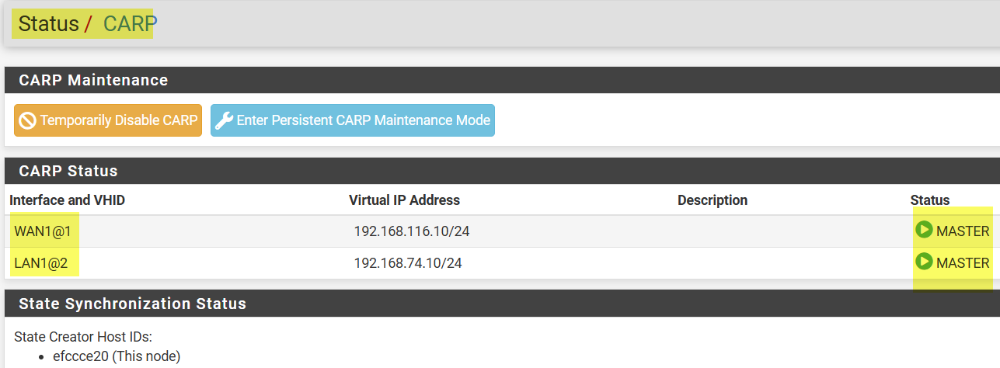 Status / CARP
CARP Maintenance
Temporarily Disable CARP Enter Persistent CARP Maintenance Mode
CARP Status
Interface and VHID Virtual IP Address Description Status
WAN1@1 192.168.116.10/24 MASTER
LAN1@2 192.168.74.10/24 MASTER
State Synchronization Status
State Creator Host IDs:
• efccce20 (This node)